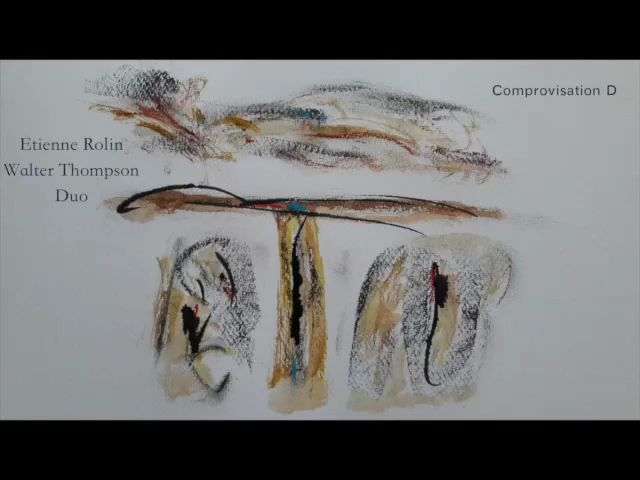 Comprovisation D
Etienne Rolin
Walter Thompson
Duo